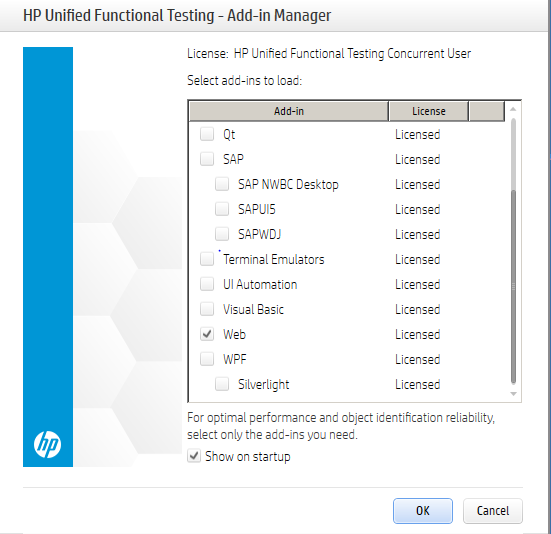 HP Unified Functional Testing - Add-in Manager
License: HP Unified Functional Testing Concurrent User
Select add-ins to load:
Add-in License
Qt Licensed
SAP Licensed
SAP NWBC Desktop Licensed
SAPUI5 Licensed
SAPWDJ Licensed
Terminal Emulators Licensed
UI Automation Licensed
Visual Basic Licensed
Web Licensed
WPF Licensed
Silverlight Licensed
For optimal performance and object identification reliability,
select only the add-ins you need.
Show on startup
hp
OK Cancel